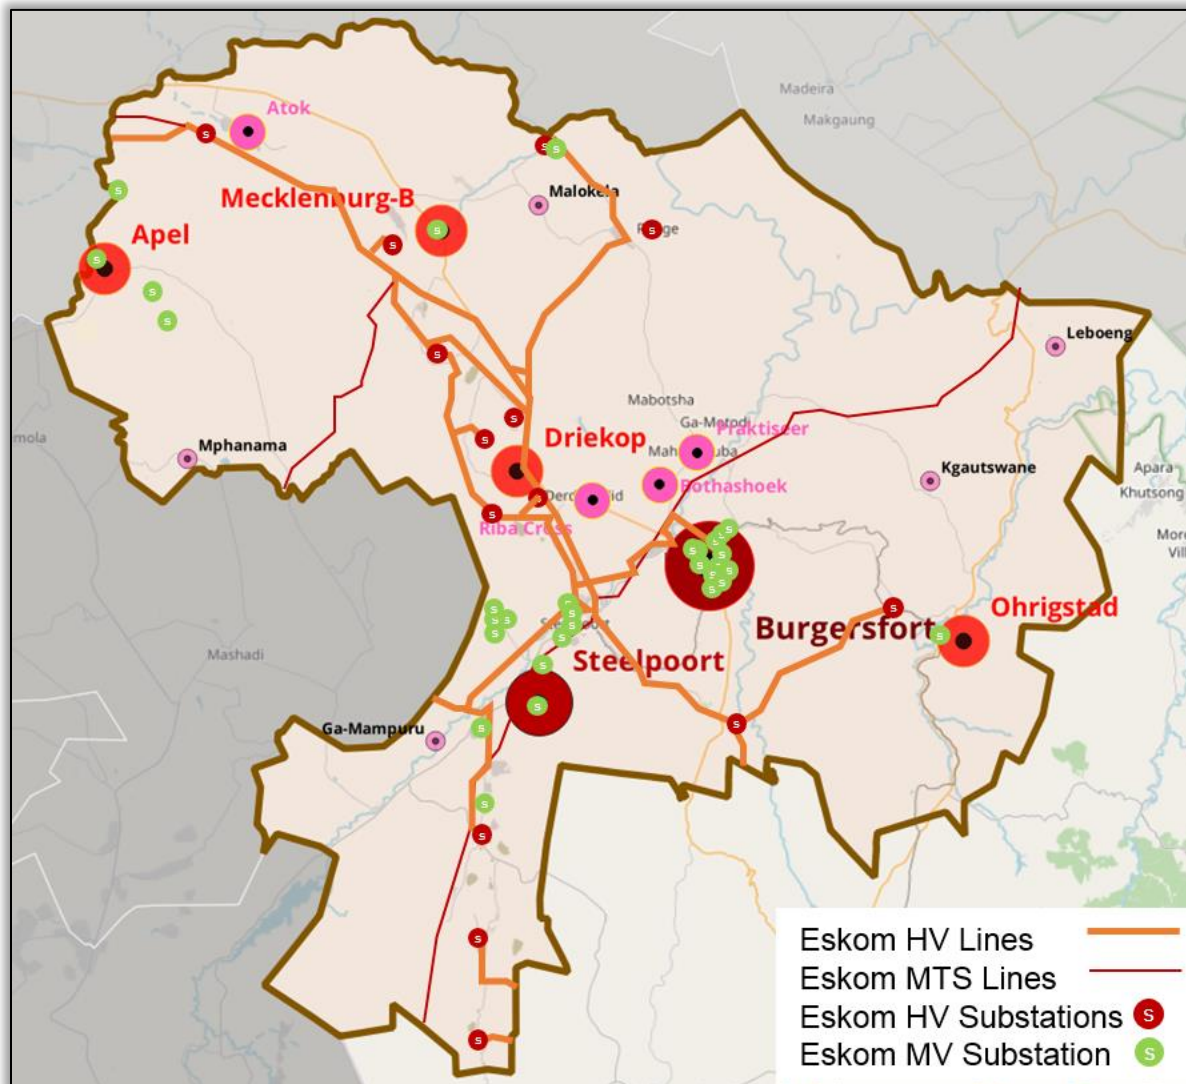 Madeira
Makgaung
Atok
Malokela
Mecklenburg-B
Apel
Leboeng
Mabotsha
Driekop
Praktiseer
mola
Mphanama
Kgautswane
Apara
Khutsong
Bothashoek
Riba Cross
Burgersfort
Ohrigstad
Mashadi
Steelpoort
Ga-Mampuru
Eskom HV Lines
Eskom MTS Lines
Eskom HV Substations S
Eskom MV Substation S